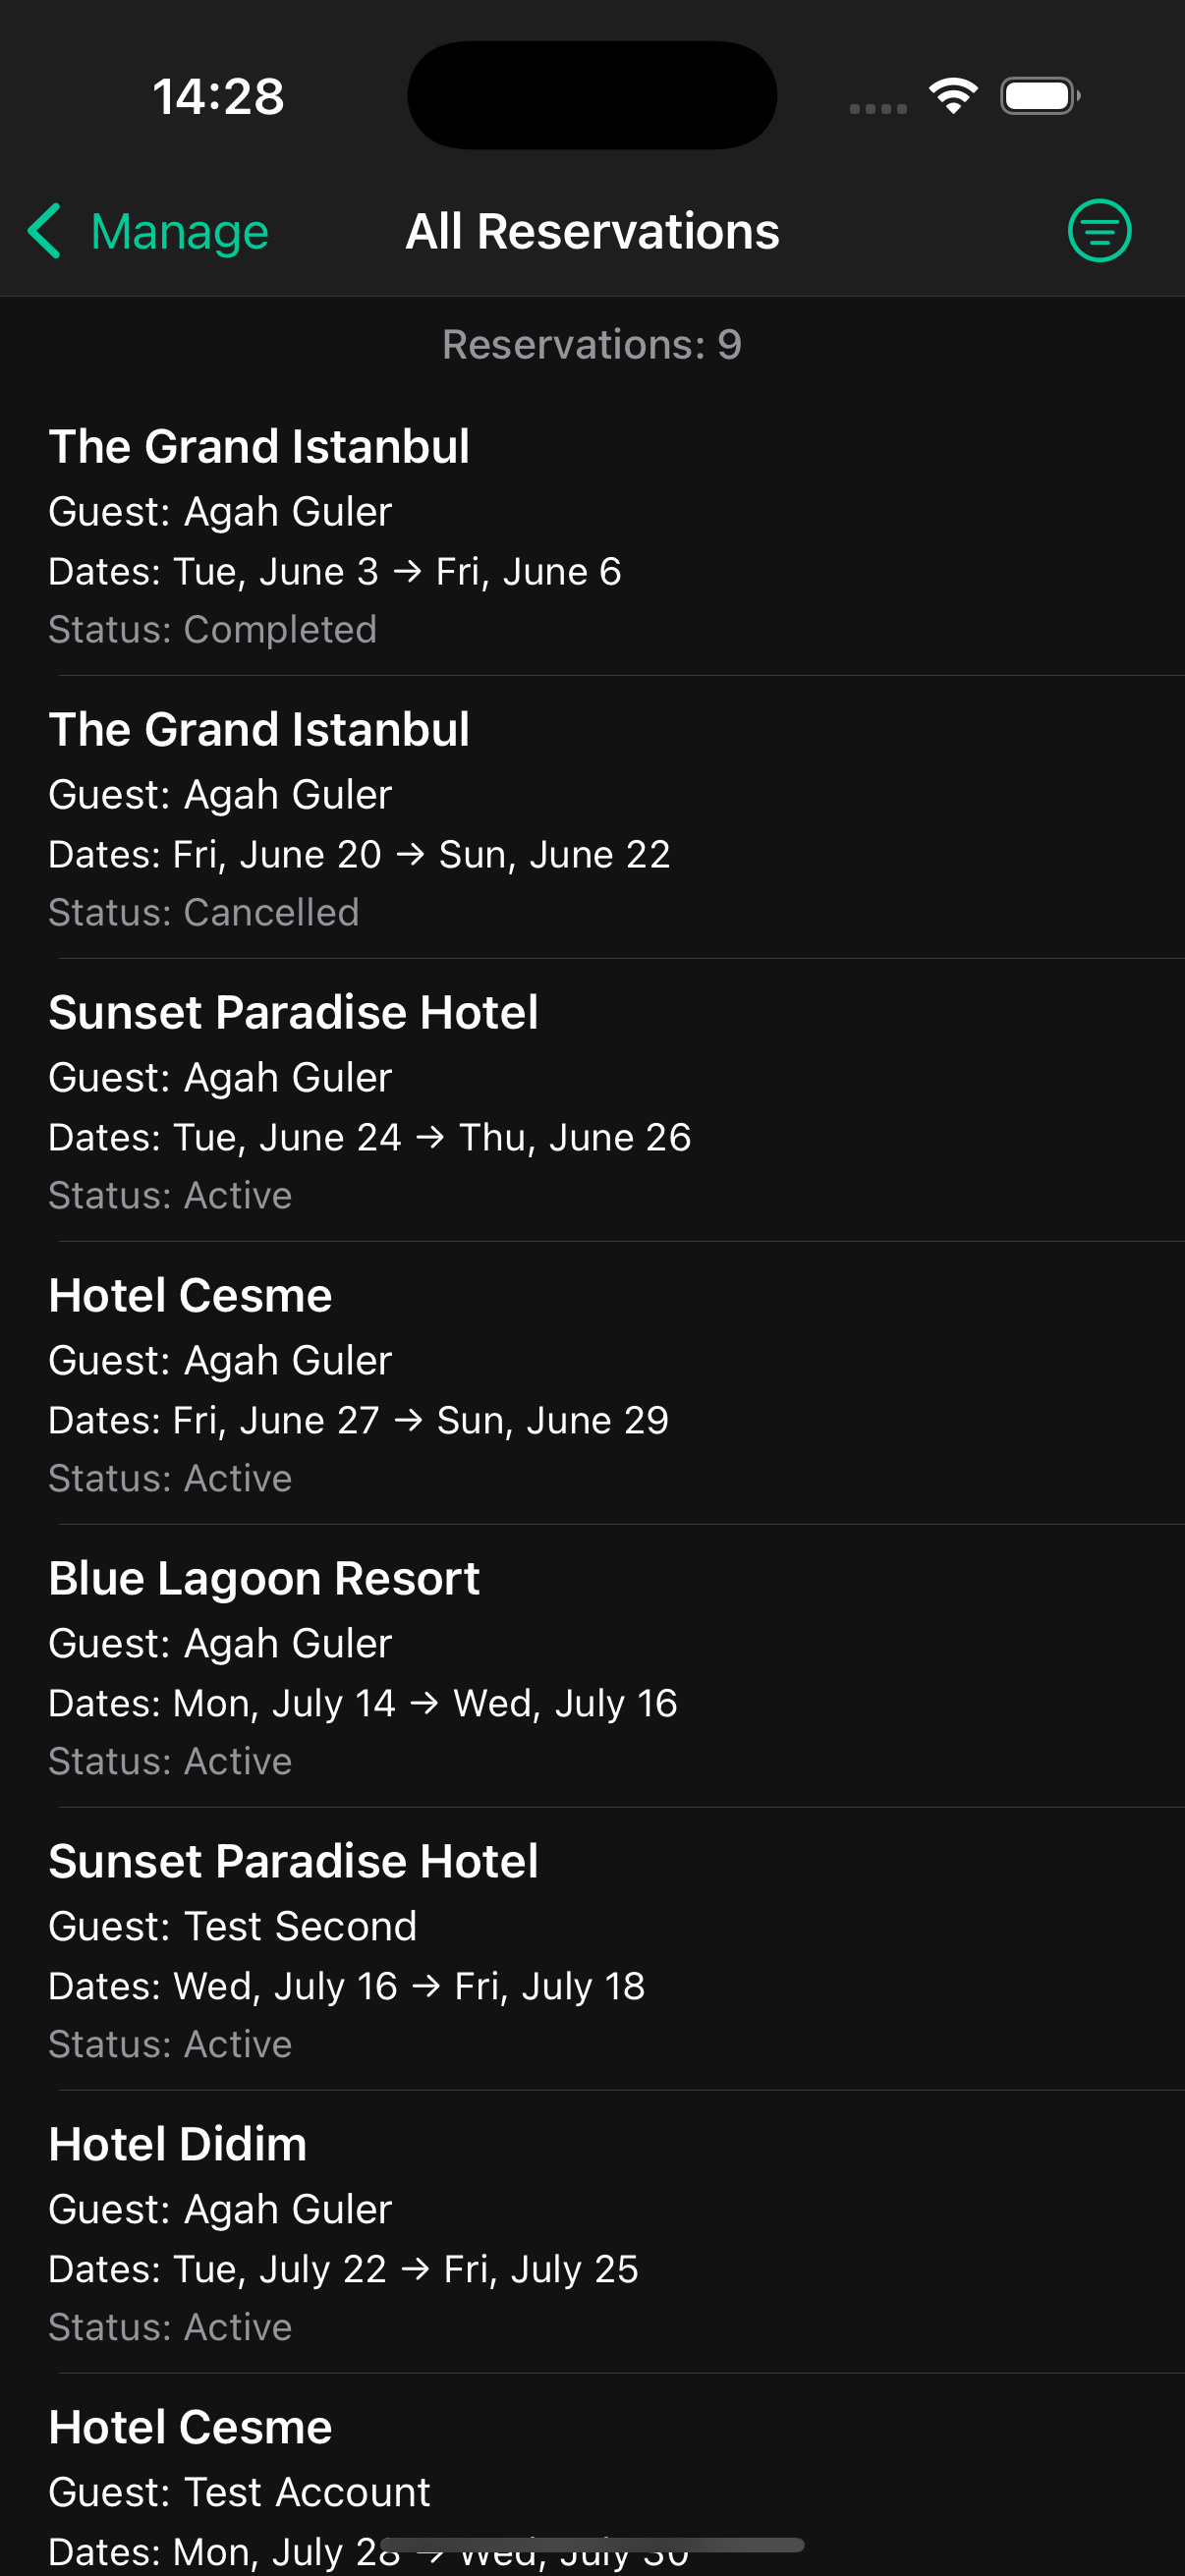 14:28
Manage
All Reservations
Reservations: 9
The Grand Istanbul
Guest: Agah Guler
Dates: Tue, June 3 → Fri, June 6
Status: Completed
The Grand Istanbul
Guest: Agah Guler
Dates: Fri, June 20 → Sun, June 22
Status: Cancelled
Sunset Paradise Hotel
Guest: Agah Guler
Dates: Tue, June 24 → Thu, June 26
Status: Active
Hotel Cesme
Guest: Agah Guler
Dates: Fri, June 27 → Sun, June 29
Status: Active
Blue Lagoon Resort
Guest: Agah Guler
Dates: Mon, July 14 → Wed, July 16
Status: Active
Sunset Paradise Hotel
Guest: Test Second
Dates: Wed, July 16 → Fri, July 18
Status: Active
Hotel Didim
Guest: Agah Guler
Dates: Tue, July 22 → Fri, July 25
Status: Active
Hotel Cesme
Guest: Test Account
Dates: Mon, July 28 → Wed, July 30